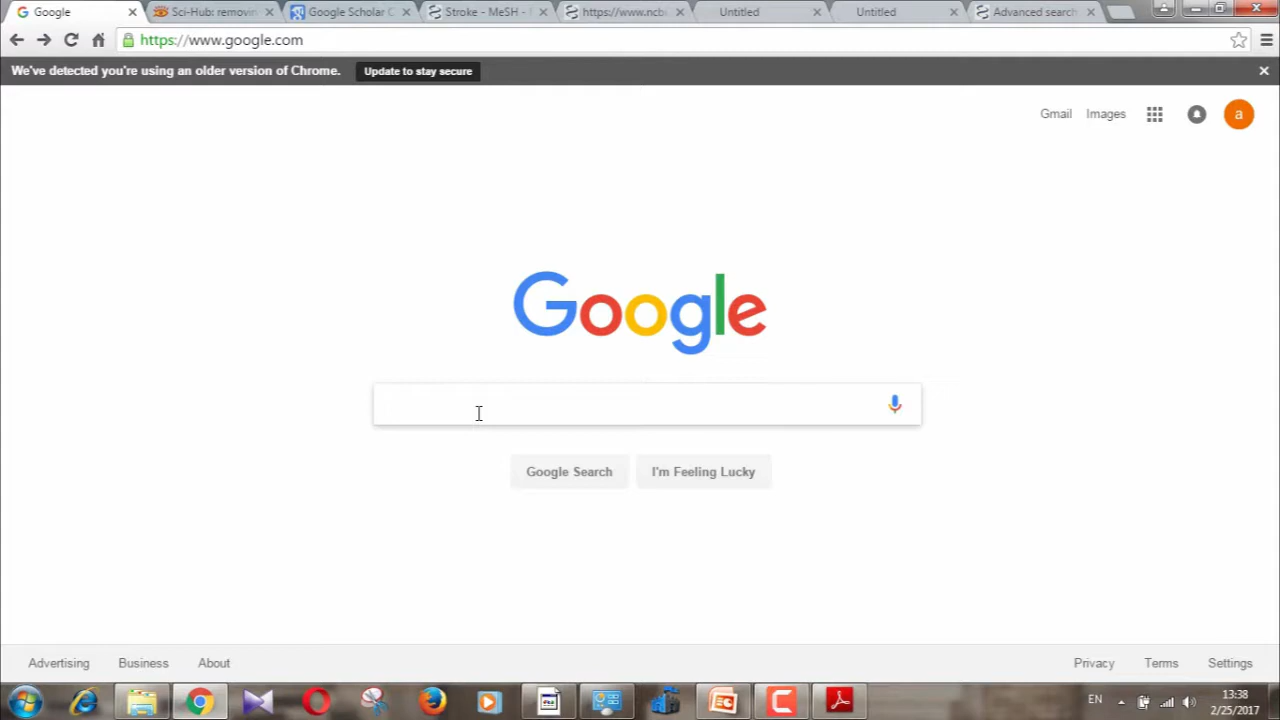 Google
Sci-Hub: removin
Google Scholar C
Stroke - MeSH -
https://www.ncb
Untitled
Untitled
Advanced search
https://www.google.com
We've detected you're using an older version of Chrome.
Update to stay secure
Gmail
Images
a
Google
Google Search
I'm Feeling Lucky
Advertising
Business
About
Privacy
Terms
Settings
EN
13:38
2/25/2017